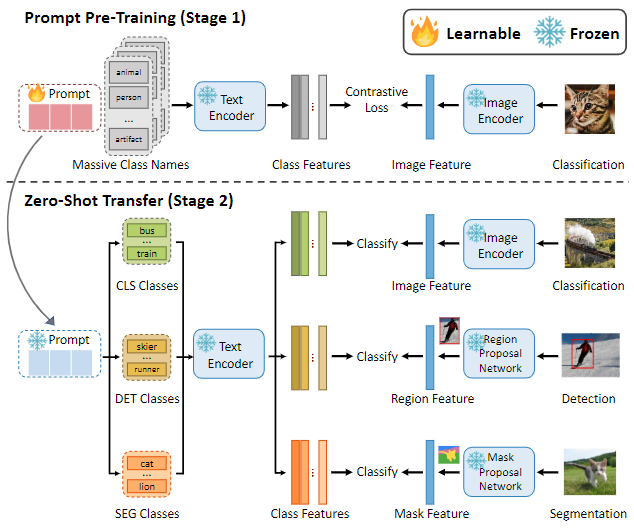 Prompt Pre-Training (Stage 1)
Learnable
Frozen
Prompt
animal
person
...
artifact
Text
Encoder
Contrastive
Loss
Image
Encoder
Massive Class Names
Class Features
Image Feature
Classification
Zero-Shot Transfer (Stage 2)
bus
...
train
CLS Classes
Classify
Image
Encoder
Image Feature
Classification
Prompt
skier
...
runner
DET Classes
Text
Encoder
Classify
Region
Proposal
Network
Region Feature
Detection
cat
...
lion
SEG Classes
Class Features
Classify
Mask
Proposal
Network
Mask Feature
Segmentation